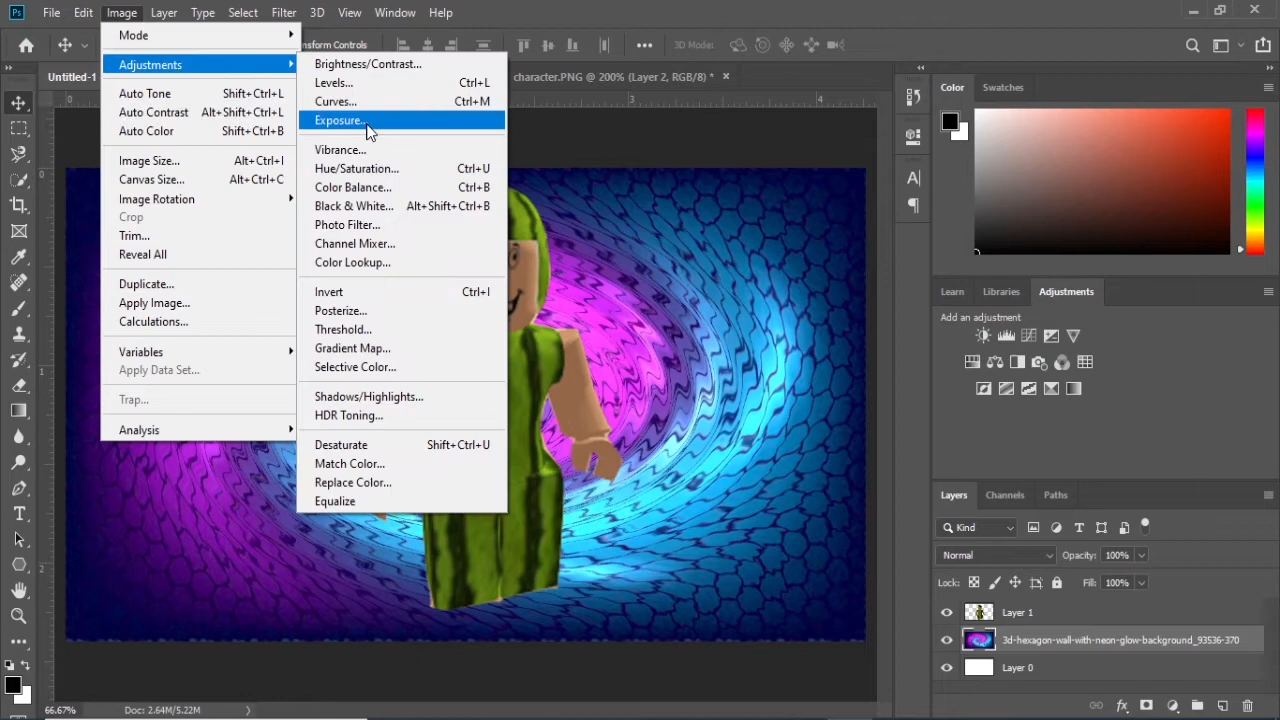 Ps File Edit Image Layer Type Select Filter 3D View Window Help
Mode
Adjustments
Auto Tone Shift+Ctrl+L
Auto Contrast Alt+Shift+Ctrl+L
Auto Color Shift+Ctrl+B
Image Size... Alt+Ctrl+I
Canvas Size... Alt+Ctrl+C
Image Rotation
Crop
Trim...
Reveal All
Duplicate...
Apply Image...
Calculations...
Variables
Apply Data Set...
Trap...
Analysis
Brightness/Contrast...
Levels... Ctrl+L
Curves... Ctrl+M
Exposure...
Vibrance...
Hue/Saturation... Ctrl+U
Color Balance... Ctrl+B
Black & White... Alt+Shift+Ctrl+B
Photo Filter...
Channel Mixer...
Color Lookup...
Invert Ctrl+I
Posterize...
Threshold...
Gradient Map...
Selective Color...
Shadows/Highlights...
HDR Toning...
Desaturate Shift+Ctrl+U
Match Color...
Replace Color...
Equalize
nsform Controls 3D Mode:
Untitled-1 character.PNG @ 200% (Layer 2, RGB/8) *
0 3 4
0
1
2
66.67% Doc: 2.64M/5.22M
Color Swatches
Learn Libraries Adjustments
Add an adjustment
Layers Channels Paths
Kind
Normal Opacity: 100%
Lock: Fill: 100%
Layer 1
3d-hexagon-wall-with-neon-glow-background_93536-370
Layer 0